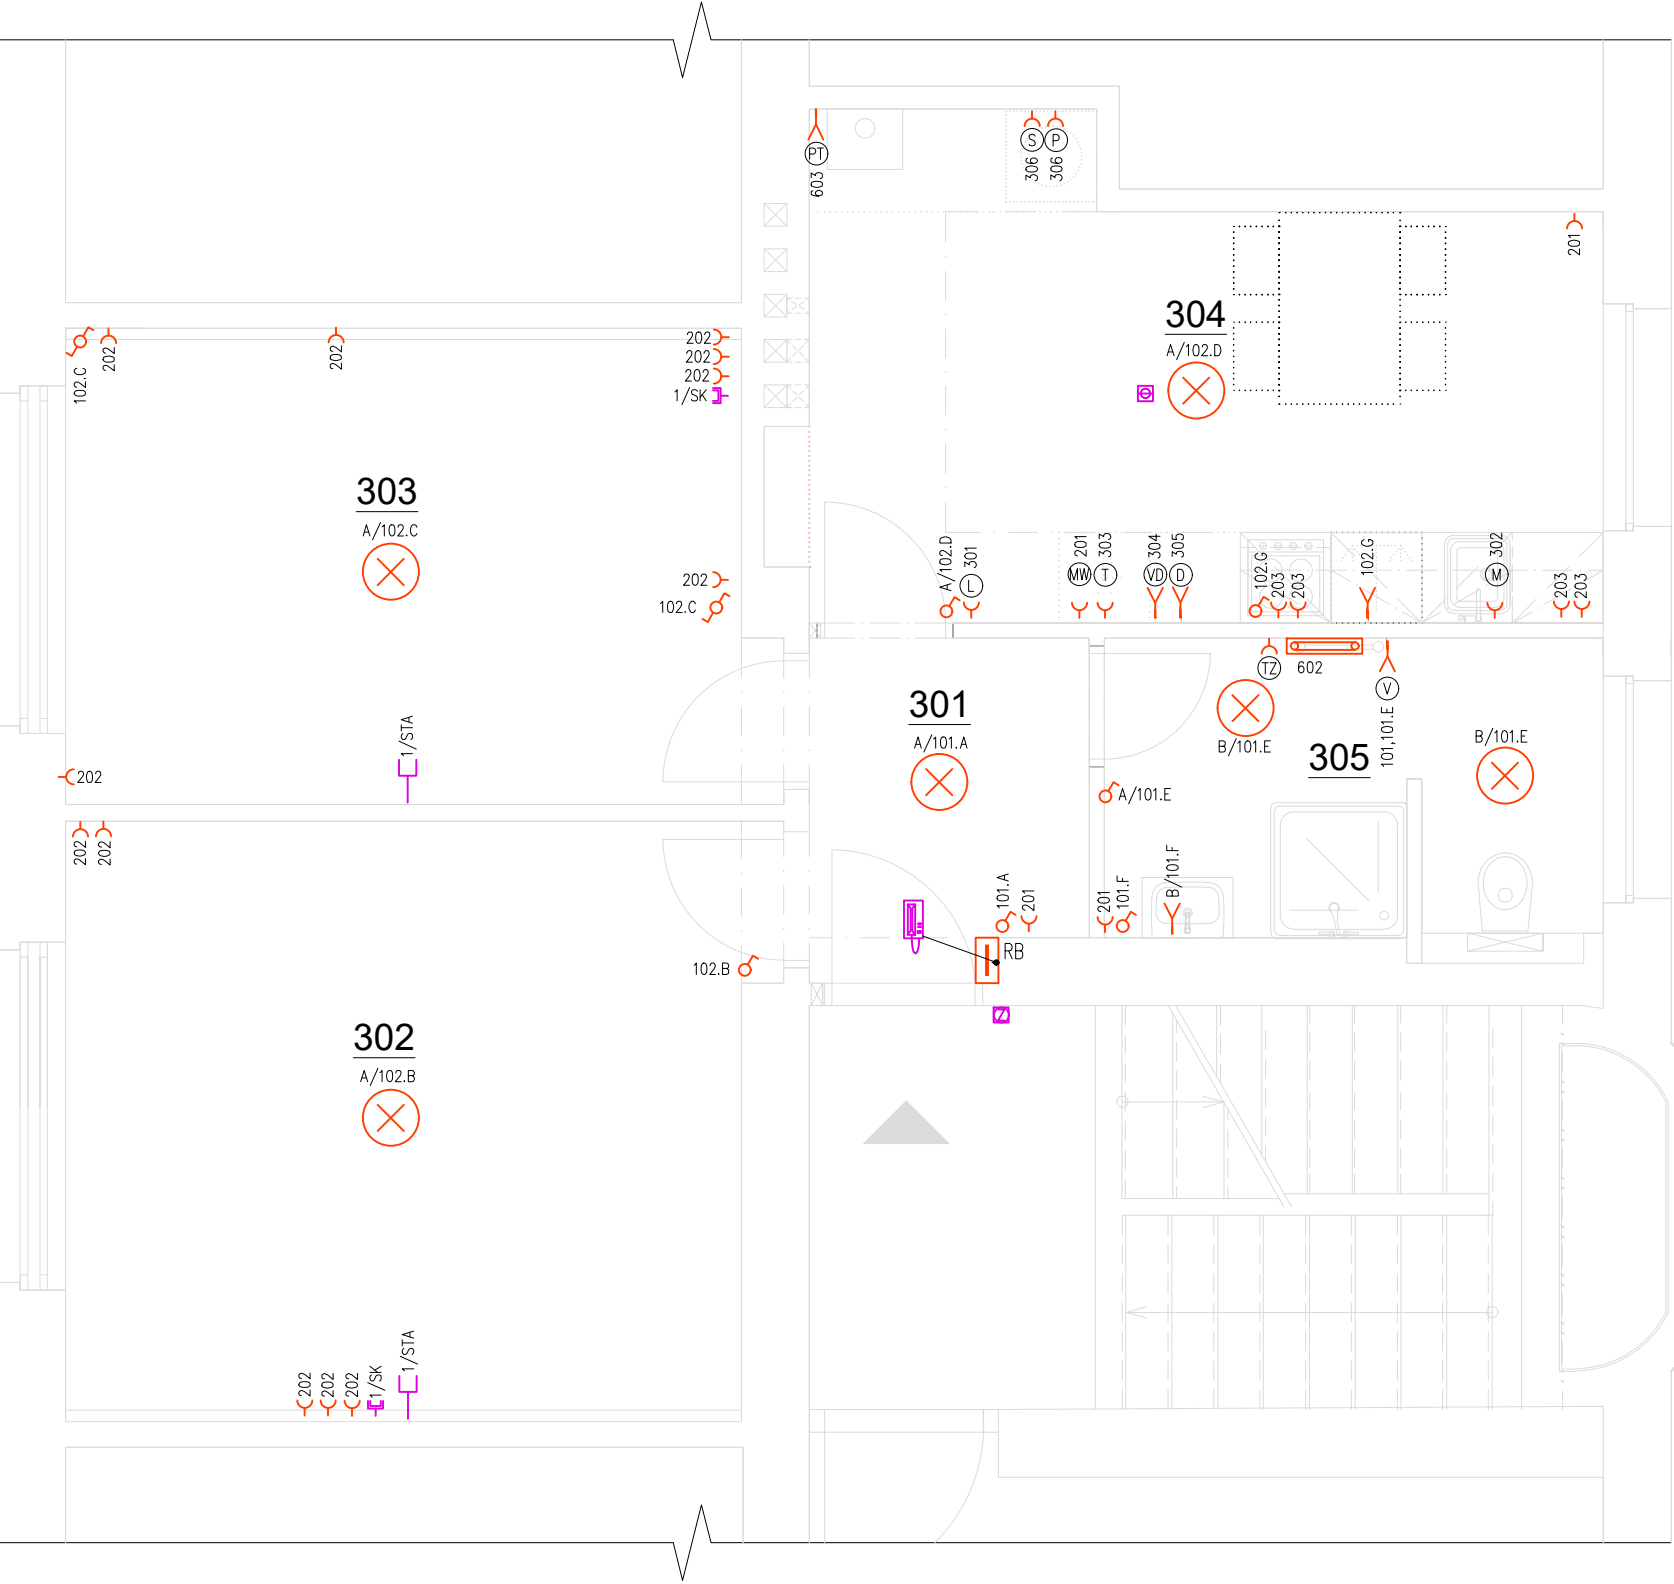 PT
603
S
306
P
306
201
304
A/102.D
102.C
202
202
202
202
202
1/SK
303
A/102.C
202
102.C
1/STA
202
A/102.D
301
L
201
MW
303
T
304
VD
305
D
102.G
203
203
102.G
302
M
203
203
TZ
602
V
101,101.E
B/101.E
305
B/101.E
301
A/101.A
A/101.E
202
202
101.A
201
201
101.F
B/101.F
RB
102.B
302
A/102.B
202
202
202
1/SK
1/STA